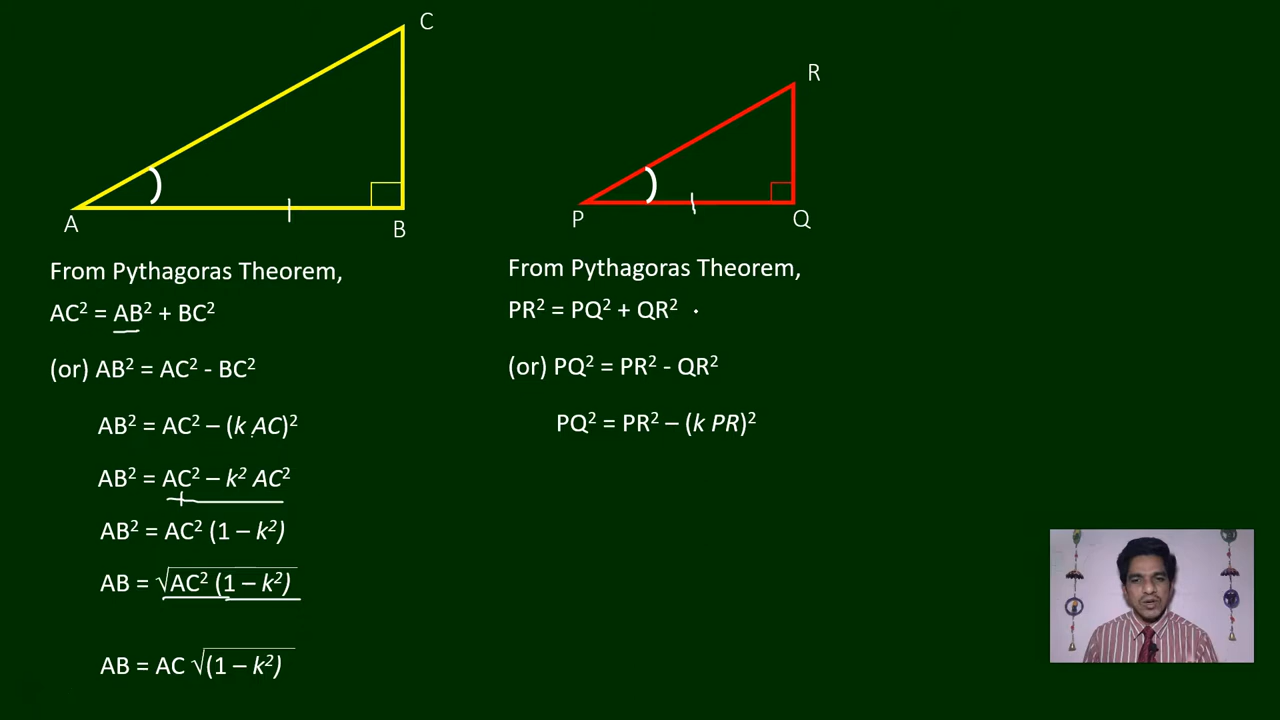 C
A
B
From Pythagoras Theorem,
AC² = AB² + BC²
(or) AB² = AC² - BC²
AB² = AC² – (k AC)²
AB² = AC² – k² AC²
AB² = AC² (1 – k²)
AB = √AC² (1 – k²)
AB = AC √(1 – k²)
R
P
Q
From Pythagoras Theorem,
PR² = PQ² + QR²
(or) PQ² = PR² - QR²
PQ² = PR² – (k PR)²